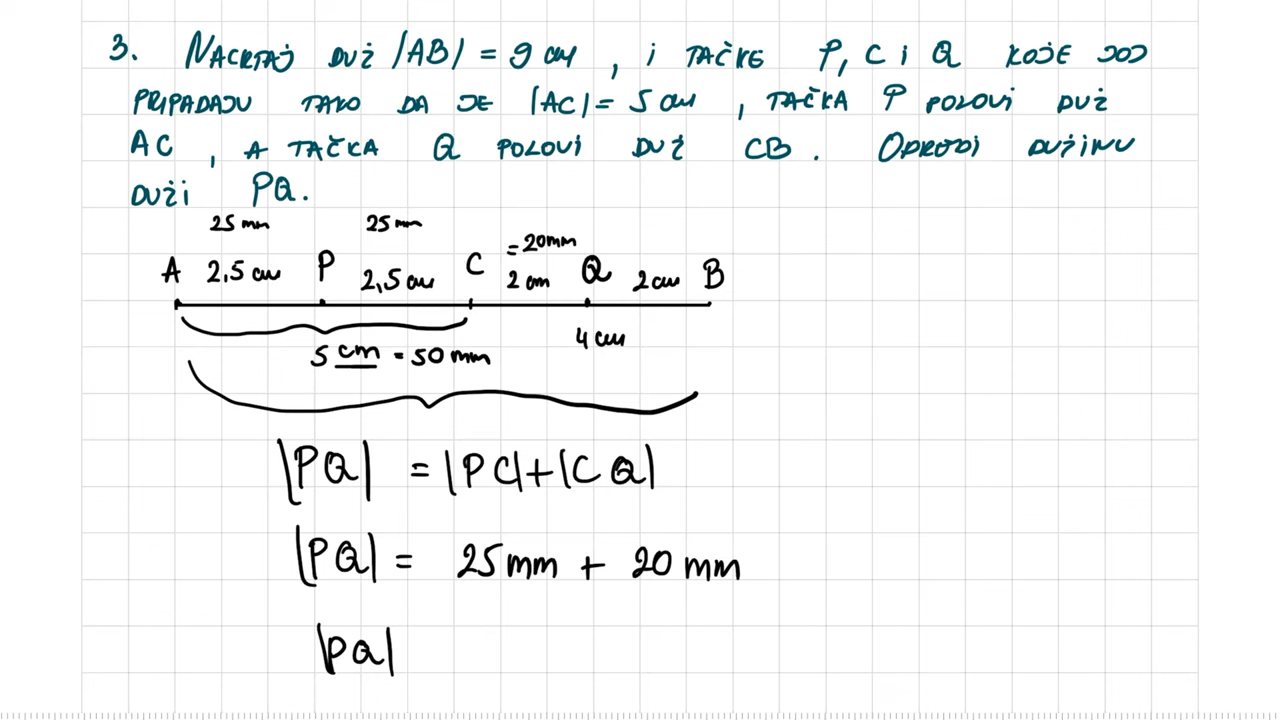 3. NACRTAJ DUŽ |AB| = 9 cm, I TAČKE P, C I Q KOJE JOJ
PRIPADAJU TAKO DA JE |AC| = 5 cm, TAČKA P POLOVI DUŽ
AC, A TAČKA Q POLOVI DUŽ CB. ODREDI DUŽINU
DUŽI PQ.
25 mm 25 mm = 20mm
A 2,5 cm P 2,5 cm C 2 cm Q 2 cm B
4 cm
5 cm = 50 mm
|PQ| = |PC| + |CQ|
|PQ| = 25 mm + 20 mm
|PQ|